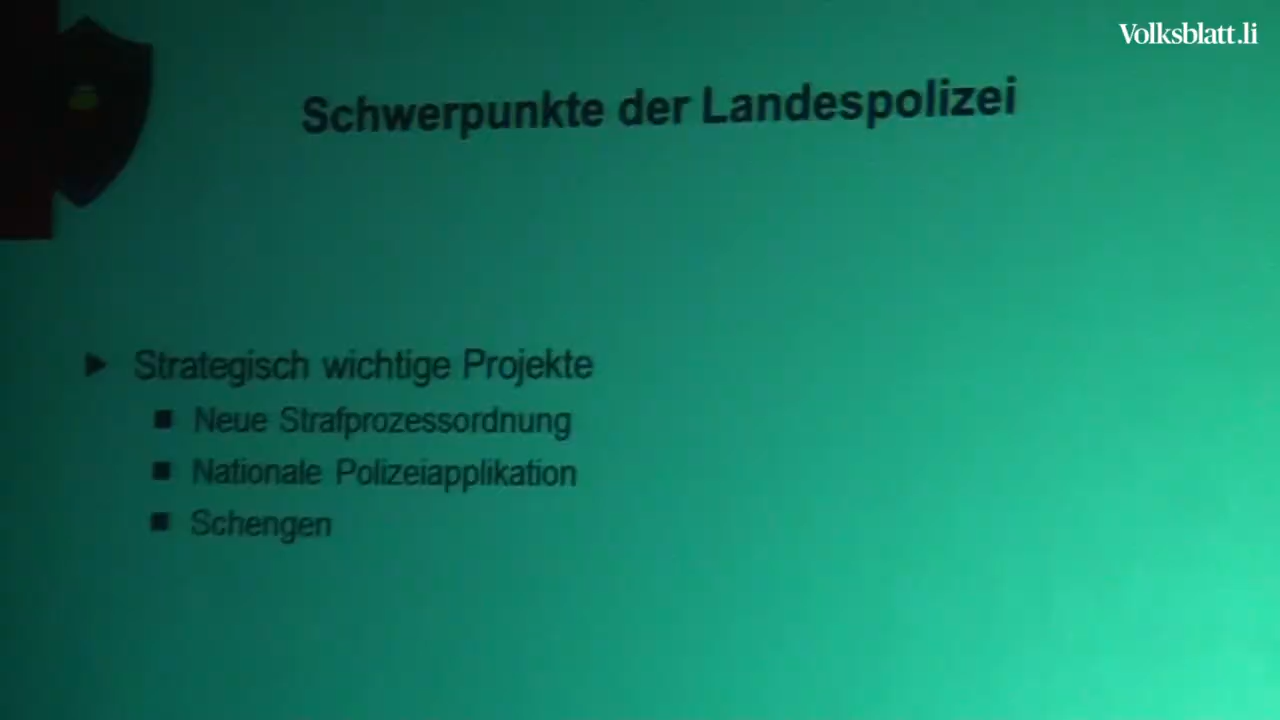 Volksblatt.li
Schwerpunkte der Landespolizei
Strategisch wichtige Projekte
Neue Strafprozessordnung
Nationale Polizeiapplikation
Schengen